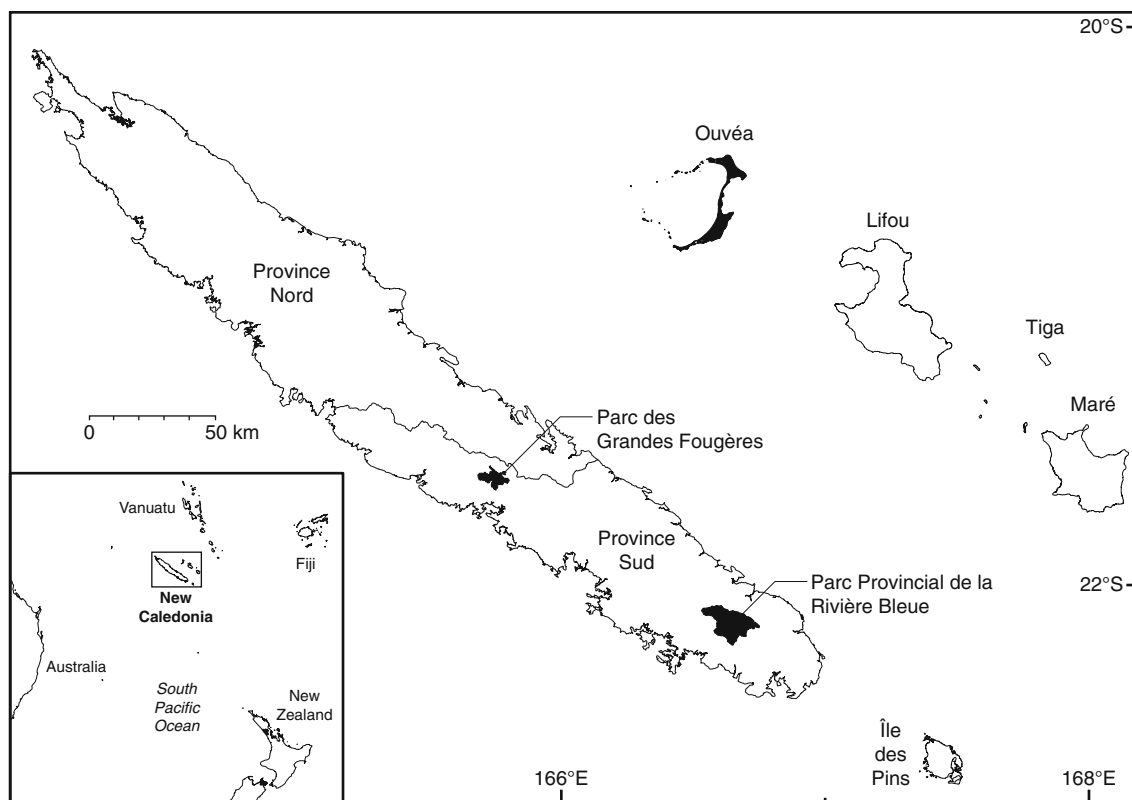 20°S
Ouvéa
Lifou
Province
Nord
Tiga
Maré
0 50 km
Parc des
Grandes Fougères
Province
Sud
Parc Provincial de la
Rivière Bleue
22°S
Vanuatu
Fiji
New
Caledonia
Australia
South
Pacific
Ocean
New
Zealand
Île
des
Pins
166°E
168°E